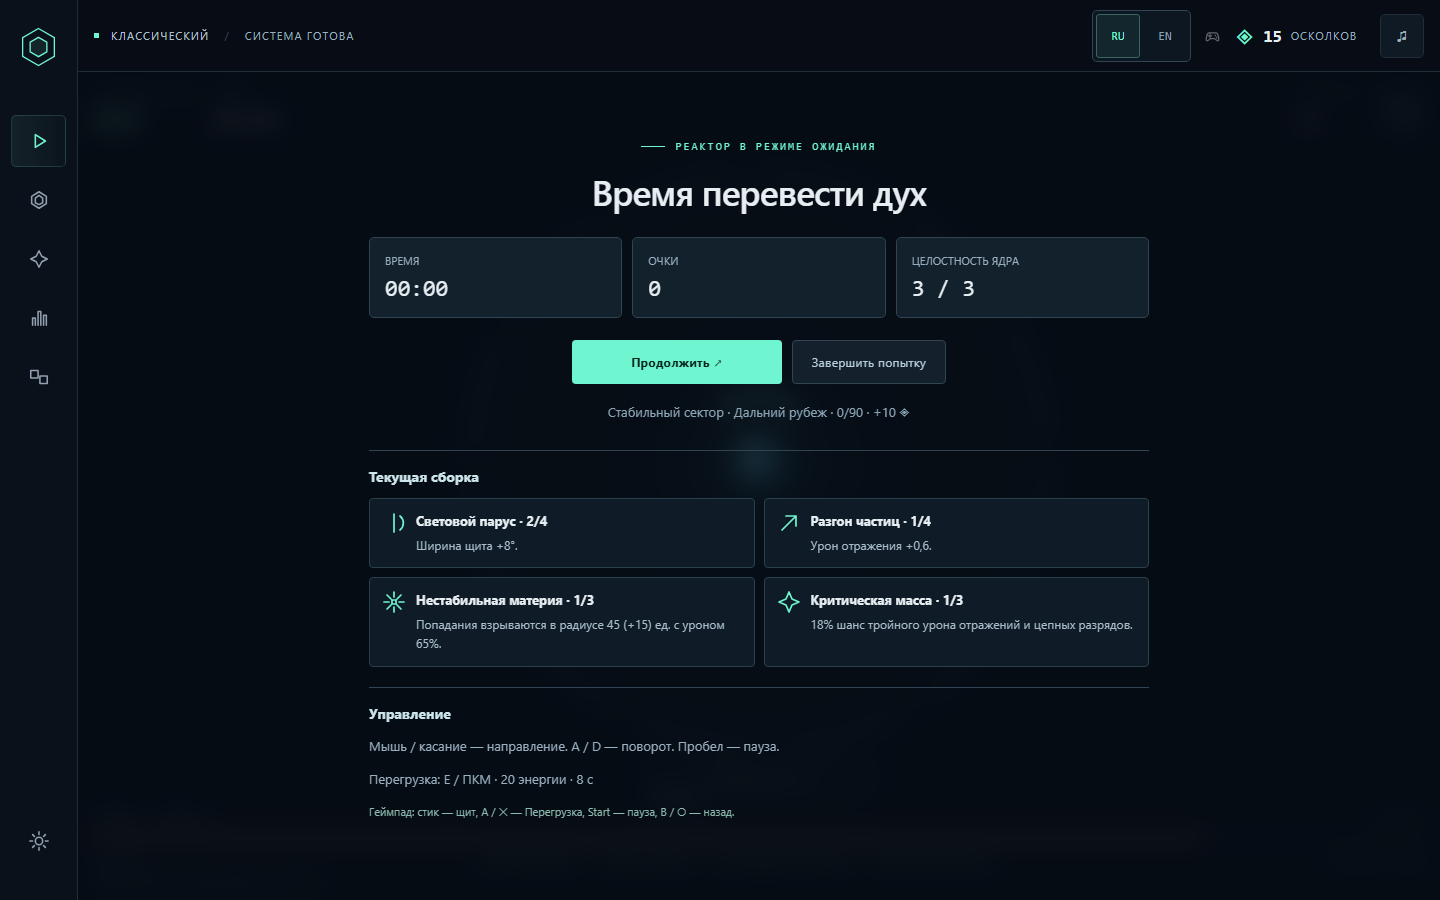 КЛАССИЧЕСКИЙ / СИСТЕМА ГОТОВА
RU EN
15 ОСКОЛКОВ
РЕАКТОР В РЕЖИМЕ ОЖИДАНИЯ
Время перевести дух
ВРЕМЯ
00:00
ОЧКИ
0
ЦЕЛОСТНОСТЬ ЯДРА
3 / 3
Продолжить ↗
Завершить попытку
Стабильный сектор · Дальний рубеж · 0/90 · +10 ◈
Текущая сборка
Световой парус · 2/4
Ширина щита +8°.
Разгон частиц · 1/4
Урон отражения +0,6.
Нестабильная материя · 1/3
Попадания взрываются в радиусе 45 (+15) ед. с уроном
65%.
Критическая масса · 1/3
18% шанс тройного урона отражений и цепных разрядов.
Управление
Мышь / касание — направление. A / D — поворот. Пробел — пауза.
Перегрузка: E / ПКМ · 20 энергии · 8 с
Геймпад: стик — щит, A / ✕ — Перегрузка, Start — пауза, B / ○ — назад.